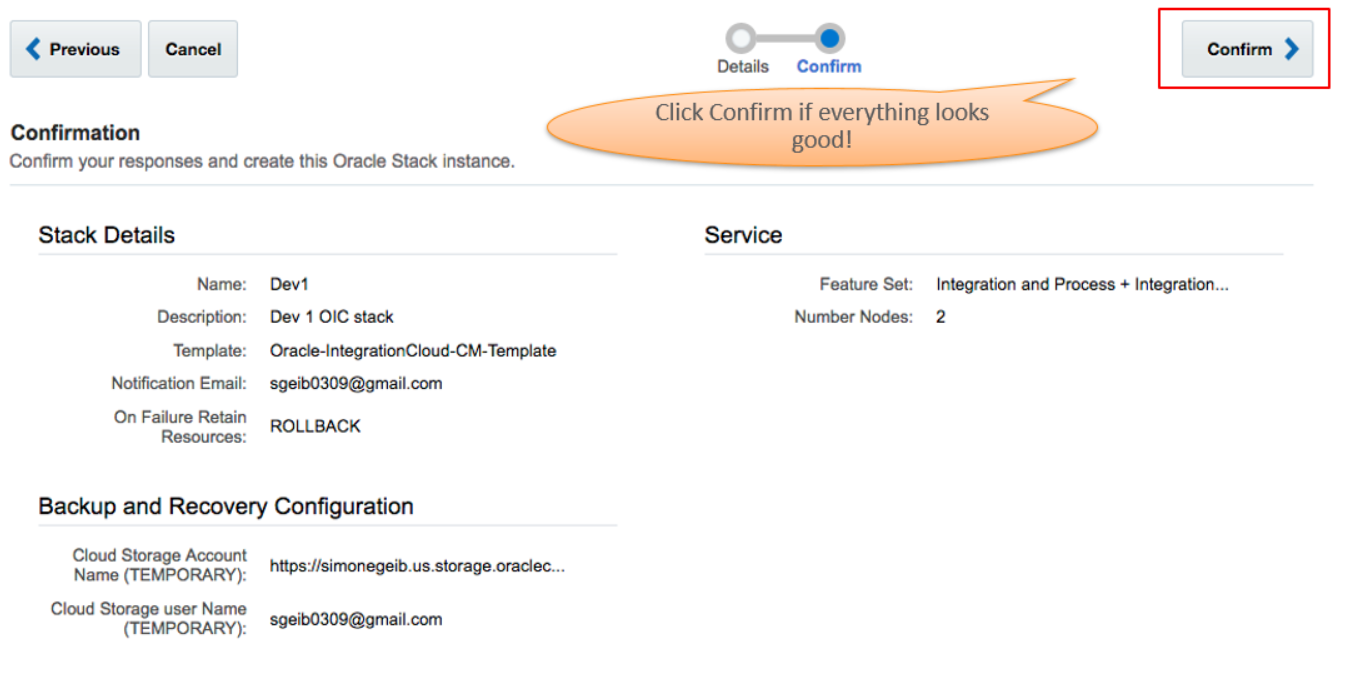 Previous
Cancel
Details
Confirm
Confirm
Click Confirm if everything looks
good!
Confirmation
Confirm your responses and create this Oracle Stack instance.
Stack Details
Name: Dev1
Description: Dev 1 OIC stack
Template: Oracle-IntegrationCloud-CM-Template
Notification Email: sgeib0309@gmail.com
On Failure Retain
Resources: ROLLBACK
Service
Feature Set: Integration and Process + Integration...
Number Nodes: 2
Backup and Recovery Configuration
Cloud Storage Account
Name (TEMPORARY): https://simonegeib.us.storage.oraclec...
Cloud Storage user Name
(TEMPORARY): sgeib0309@gmail.com